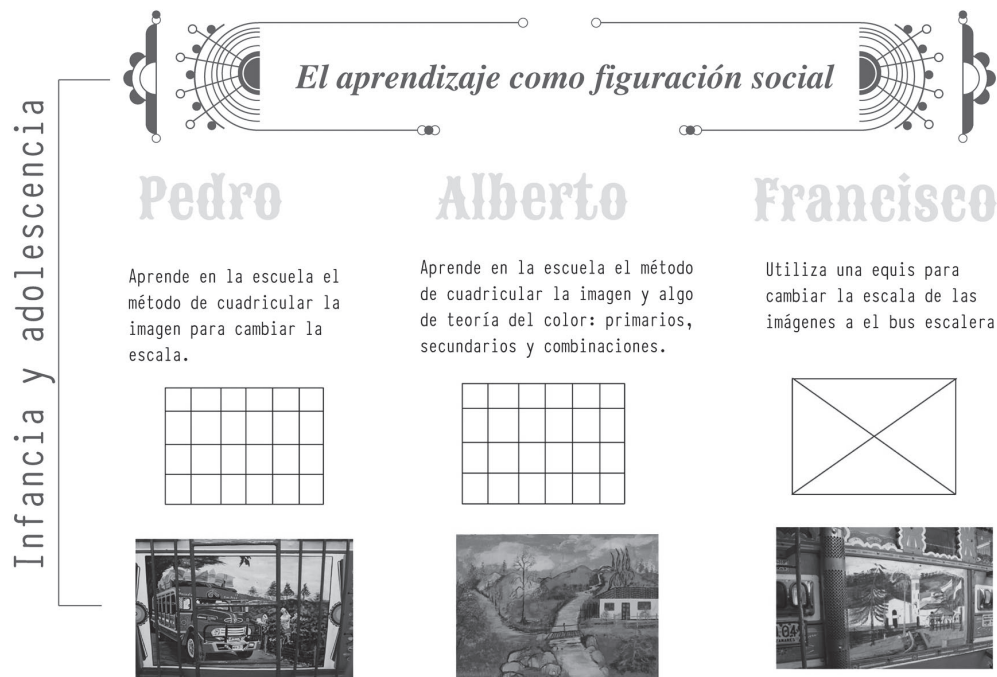 El aprendizaje como figuración social
Infancia y adolescencia
Pedro
Aprende en la escuela el
método de cuadricular la
imagen para cambiar la
escala.
Alberto
Aprende en la escuela el método
de cuadricular la imagen y algo
de teoría del color: primarios,
secundarios y combinaciones.
Francisco
Utiliza una equis para
cambiar la escala de las
imágenes a el bus escalera